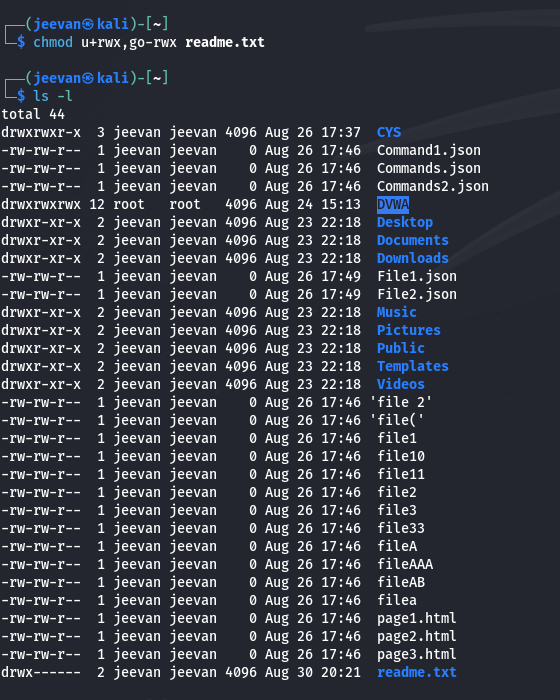 ┌──(jeevan㉿kali)-[~]
└─$ chmod u+rwx,go-rwx readme.txt
┌──(jeevan㉿kali)-[~]
└─$ ls -l
total 44
drwxrwxr-x  3 jeevan jeevan 4096 Aug 26 17:37  CYS
-rw-rw-r--  1 jeevan jeevan    0 Aug 26 17:46  Command1.json
-rw-rw-r--  1 jeevan jeevan    0 Aug 26 17:46  Commands.json
-rw-rw-r--  1 jeevan jeevan    0 Aug 26 17:46  Commands2.json
drwxrwxrwx 12 root   root   4096 Aug 24 15:13  DVWA
drwxr-xr-x  2 jeevan jeevan 4096 Aug 23 22:18  Desktop
drwxr-xr-x  2 jeevan jeevan 4096 Aug 23 22:18  Documents
drwxr-xr-x  2 jeevan jeevan 4096 Aug 23 22:18  Downloads
-rw-rw-r--  1 jeevan jeevan    0 Aug 26 17:49  File1.json
-rw-rw-r--  1 jeevan jeevan    0 Aug 26 17:49  File2.json
drwxr-xr-x  2 jeevan jeevan 4096 Aug 23 22:18  Music
drwxr-xr-x  2 jeevan jeevan 4096 Aug 23 22:18  Pictures
drwxr-xr-x  2 jeevan jeevan 4096 Aug 23 22:18  Public
drwxr-xr-x  2 jeevan jeevan 4096 Aug 23 22:18  Templates
drwxr-xr-x  2 jeevan jeevan 4096 Aug 23 22:18  Videos
-rw-rw-r--  1 jeevan jeevan    0 Aug 26 17:46 'file 2'
-rw-rw-r--  1 jeevan jeevan    0 Aug 26 17:46 'file('
-rw-rw-r--  1 jeevan jeevan    0 Aug 26 17:46  file1
-rw-rw-r--  1 jeevan jeevan    0 Aug 26 17:46  file10
-rw-rw-r--  1 jeevan jeevan    0 Aug 26 17:46  file11
-rw-rw-r--  1 jeevan jeevan    0 Aug 26 17:46  file2
-rw-rw-r--  1 jeevan jeevan    0 Aug 26 17:46  file3
-rw-rw-r--  1 jeevan jeevan    0 Aug 26 17:46  file33
-rw-rw-r--  1 jeevan jeevan    0 Aug 26 17:46  fileA
-rw-rw-r--  1 jeevan jeevan    0 Aug 26 17:46  fileAAA
-rw-rw-r--  1 jeevan jeevan    0 Aug 26 17:46  fileAB
-rw-rw-r--  1 jeevan jeevan    0 Aug 26 17:46  filea
-rw-rw-r--  1 jeevan jeevan    0 Aug 26 17:46  page1.html
-rw-rw-r--  1 jeevan jeevan    0 Aug 26 17:46  page2.html
-rw-rw-r--  1 jeevan jeevan    0 Aug 26 17:46  page3.html
drwx------  2 jeevan jeevan 4096 Aug 30 20:21  readme.txt